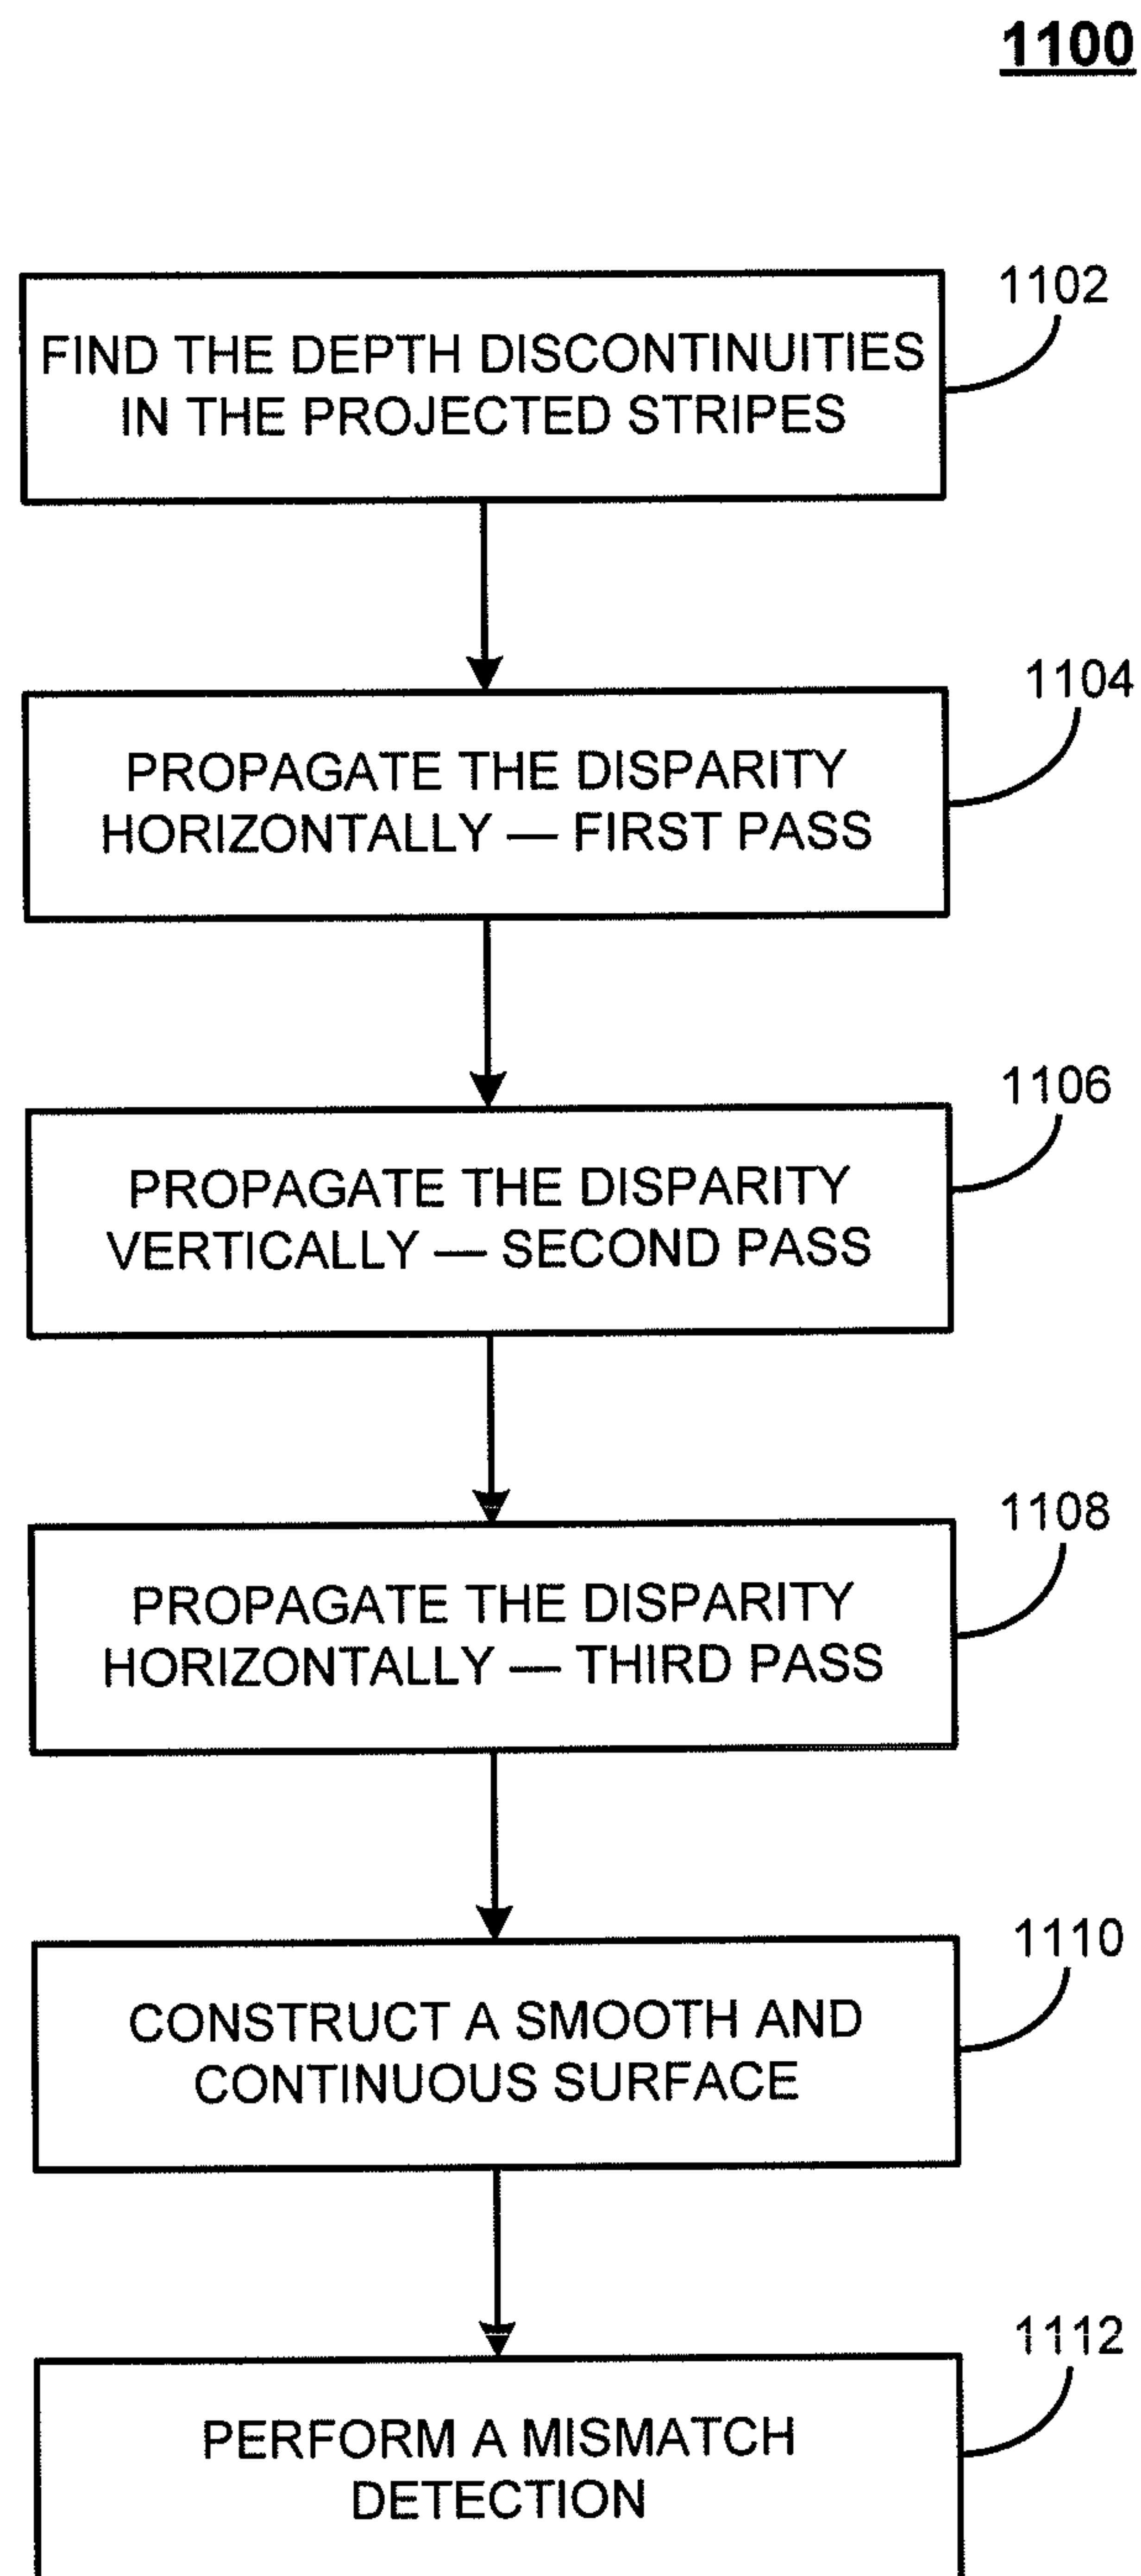 1100
1102
FIND THE DEPTH DISCONTINUITIES
IN THE PROJECTED STRIPES
1104
PROPAGATE THE DISPARITY
HORIZONTALLY — FIRST PASS
1106
PROPAGATE THE DISPARITY
VERTICALLY — SECOND PASS
1108
PROPAGATE THE DISPARITY
HORIZONTALLY — THIRD PASS
1110
CONSTRUCT A SMOOTH AND
CONTINUOUS SURFACE
1112
PERFORM A MISMATCH
DETECTION